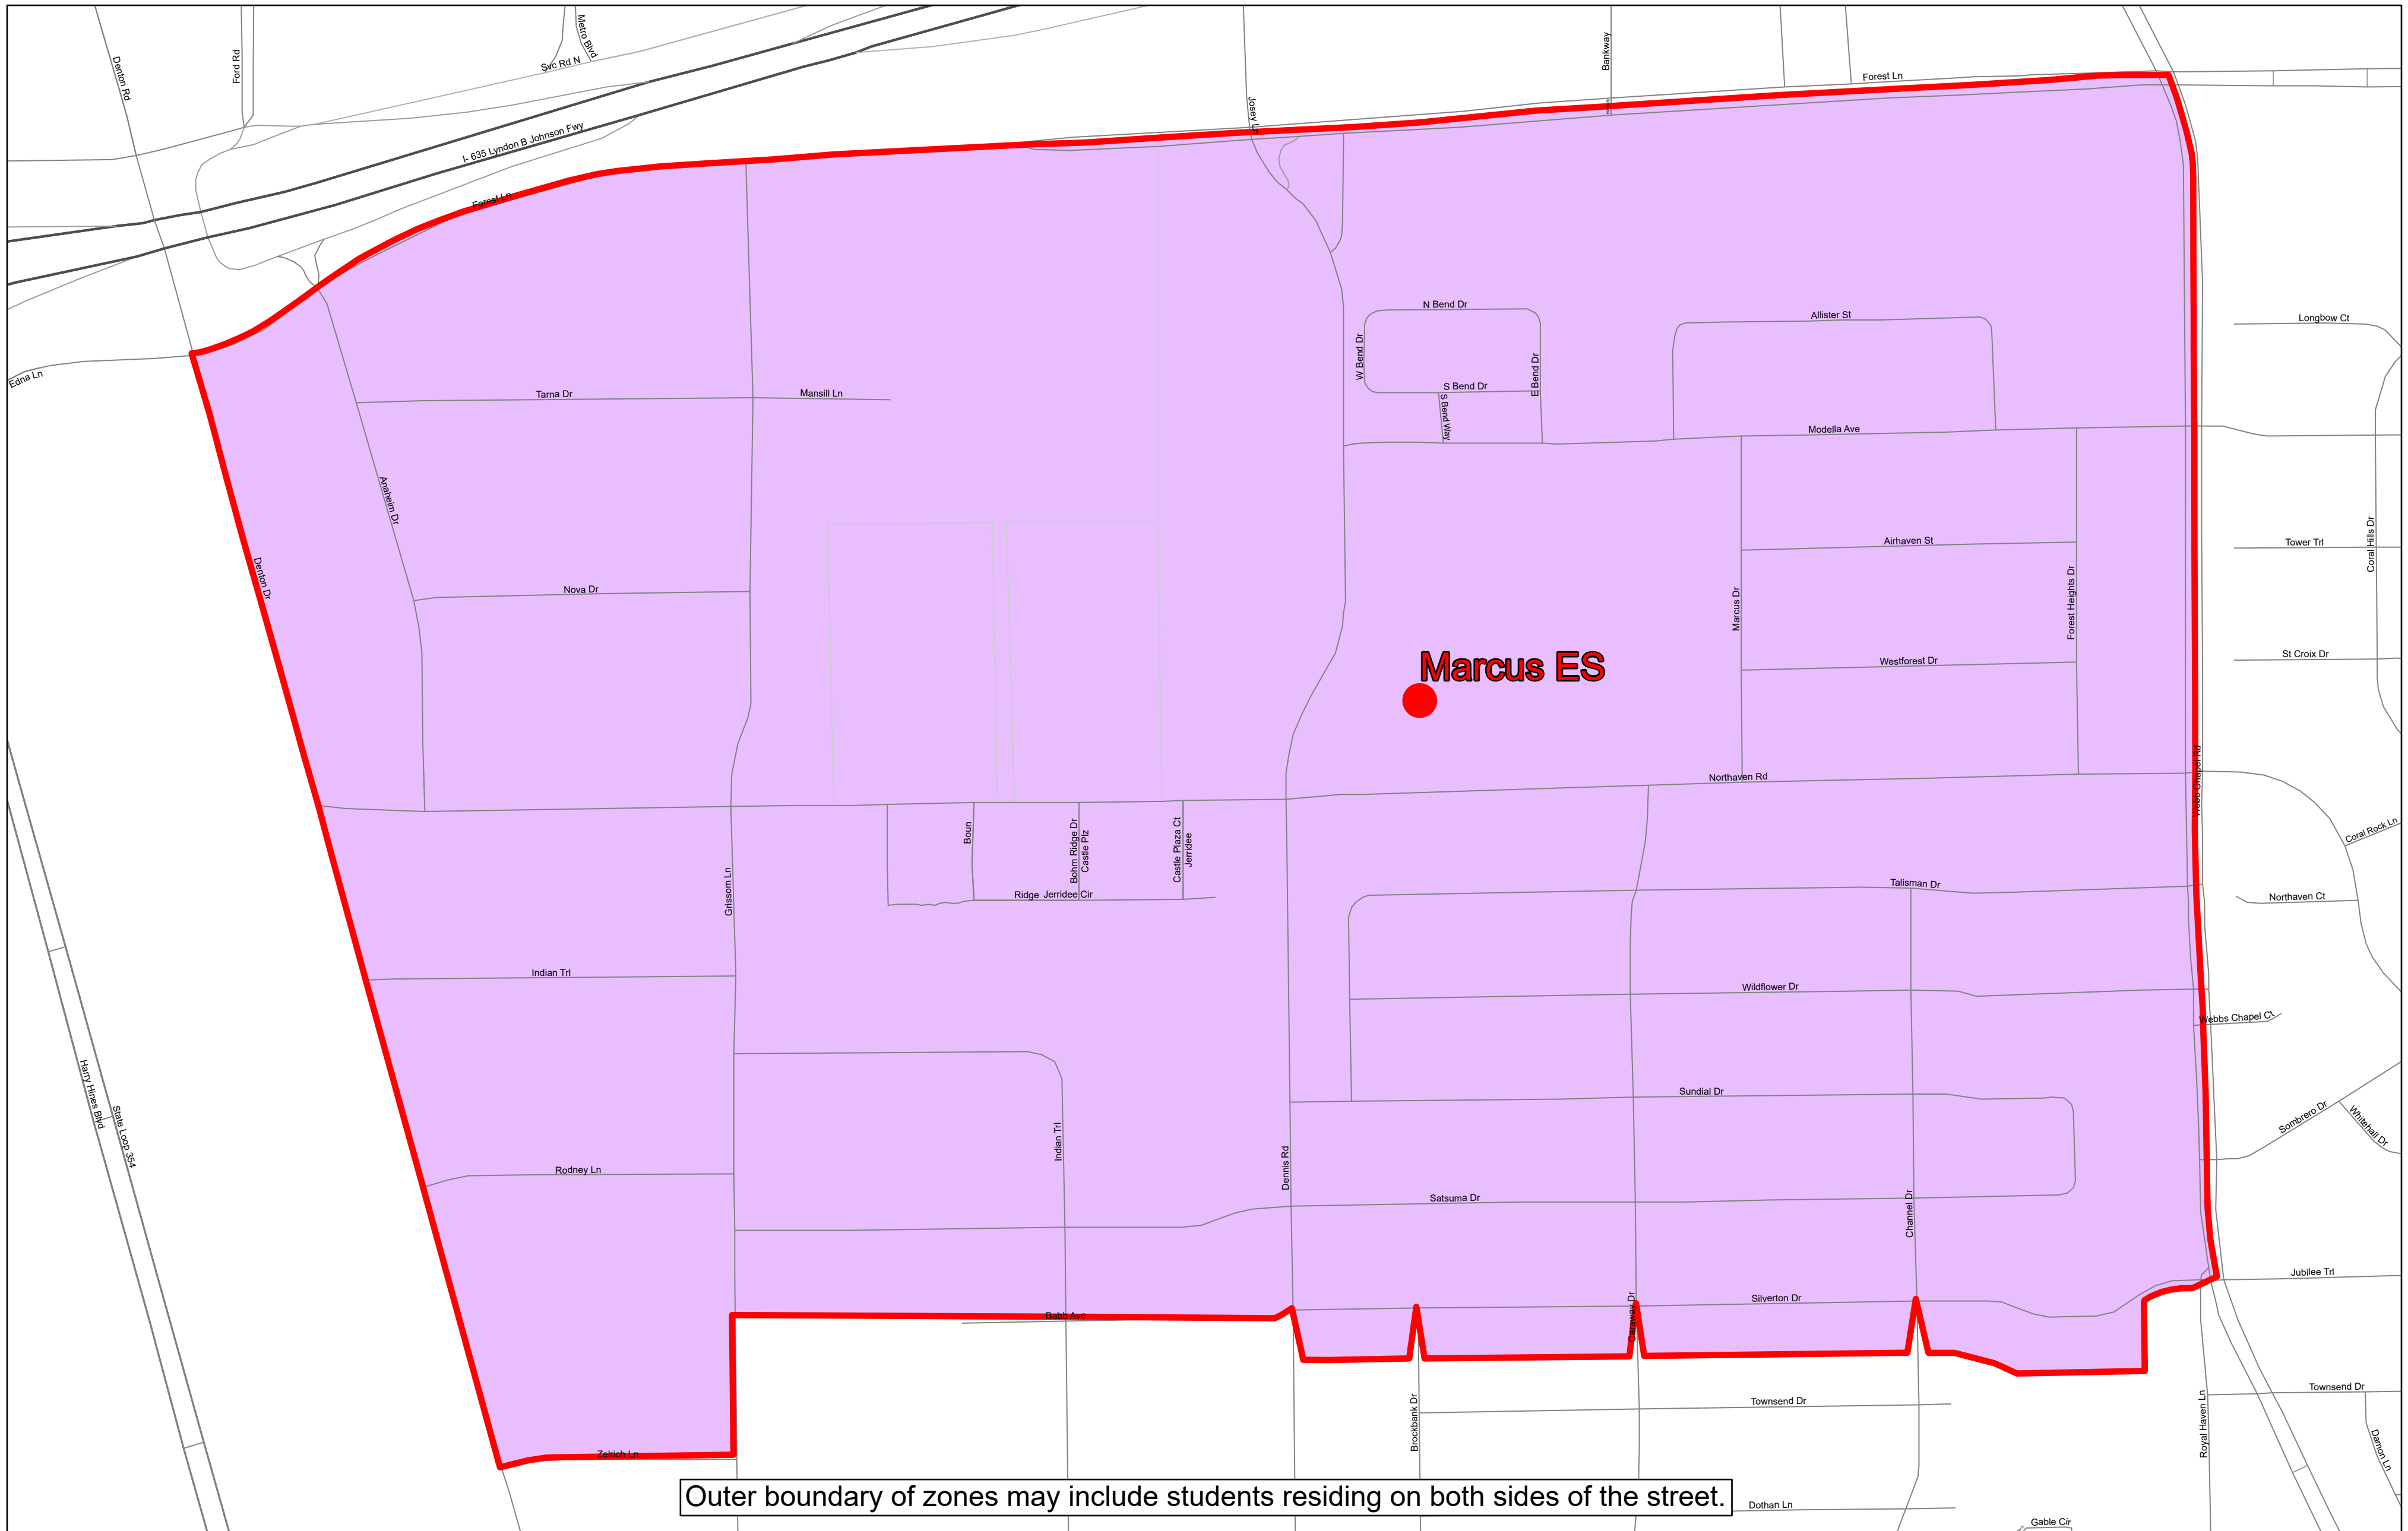 Metro Blvd
Denton Rd
Ford Rd
Svc Rd N
Bankway
Forest Ln
Josey Ln
I- 635 Lyndon B Johnson Fwy
Forest Ln
N Bend Dr
Allister St
Longbow Ct
W Bend Dr
E Bend Dr
Edna Ln
S Bend Dr
Tarna Dr
Mansill Ln
S Bend Way
Modella Ave
Anaheim Dr
Airhaven St
Tower Trl
Coral Hills Dr
Denton Dr
Nova Dr
Marcus Dr
Forest Heights Dr
Marcus ES
Westforest Dr
St Croix Dr
Northaven Rd
Webb Chapel Rd
Boun
Bohm Ridge Dr
Castle Plz
Castle Plaza Ct
Jerridee
Coral Rock Ln
Grissom Ln
Ridge
Jerridee Cir
Talisman Dr
Northaven Ct
Indian Trl
Wildflower Dr
Webbs Chapel Ct
Harry Hines Blvd
State Loop 354
Sundial Dr
Sombrero Dr
Whitehall Dr
Indian Trl
Dennis Rd
Rodney Ln
Satsuma Dr
Channel Dr
Jubilee Trl
Silverton Dr
Babb Ave
Caraway Dr
Townsend Dr
Townsend Dr
Brockbank Dr
Royal Haven Ln
Damon Ln
Zelrich Ln
Outer boundary of zones may include students residing on both sides of the street.
Dothan Ln
Gable Cir